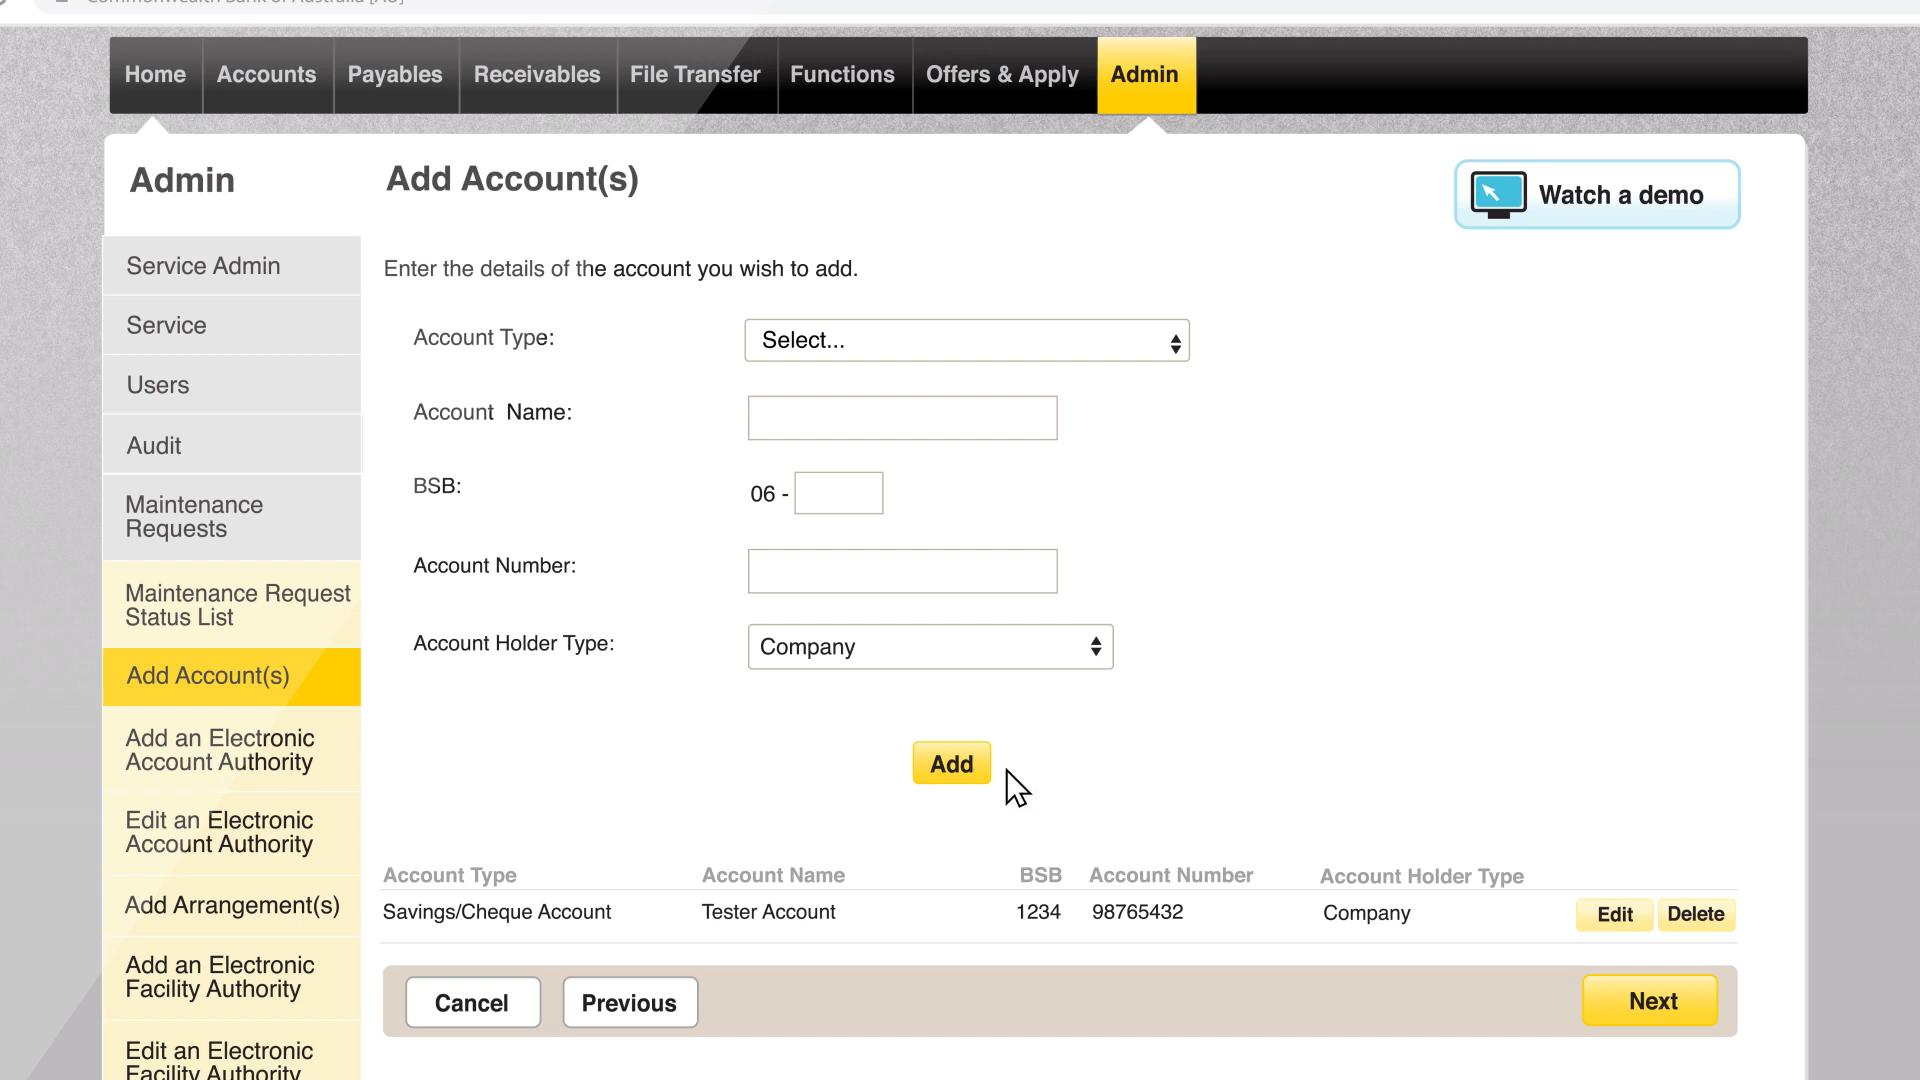 Commonwealth Bank of Australia [AU]
Home Accounts Payables Receivables File Transfer Functions Offers & Apply Admin
Admin
Add Account(s)
Watch a demo
Service Admin
Service
Users
Audit
Maintenance
Requests
Maintenance Request
Status List
Add Account(s)
Add an Electronic
Account Authority
Edit an Electronic
Account Authority
Add Arrangement(s)
Add an Electronic
Facility Authority
Edit an Electronic
Facility Authority
Enter the details of the account you wish to add.
Account Type: Select...
Account Name:
BSB: 06 -
Account Number:
Account Holder Type: Company
Add
Account Type Account Name BSB Account Number Account Holder Type
Savings/Cheque Account Tester Account 1234 98765432 Company Edit Delete
Cancel Previous Next